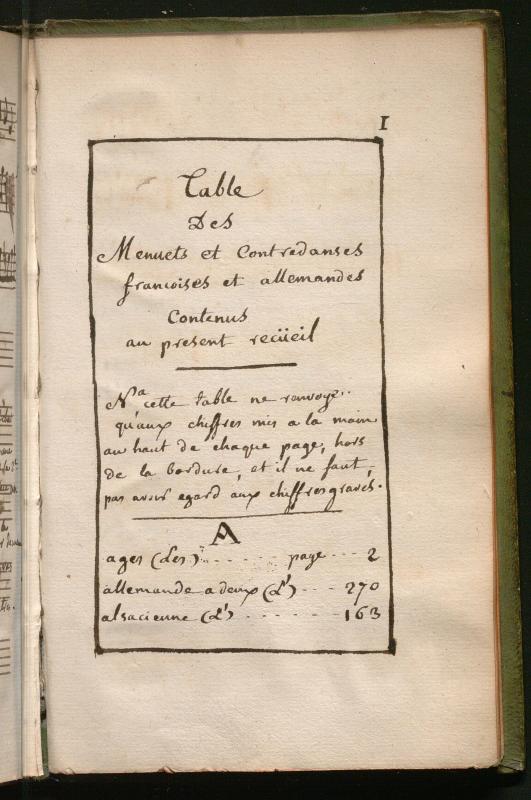 1
Table
Des
Menuets et Contredanses
francoises et allemandes
Contenus
au present recüeil
Na cette table ne renvoye
qu'aux chiffres mis a la main
au haut de chaque page, hors
de la bordure, et il ne faut
pas avoir egard aux chiffres gravés.
A
ages (Les) ....... page ... 2
allemande a deux (L') ... 270
alsacienne (L') ....... 163